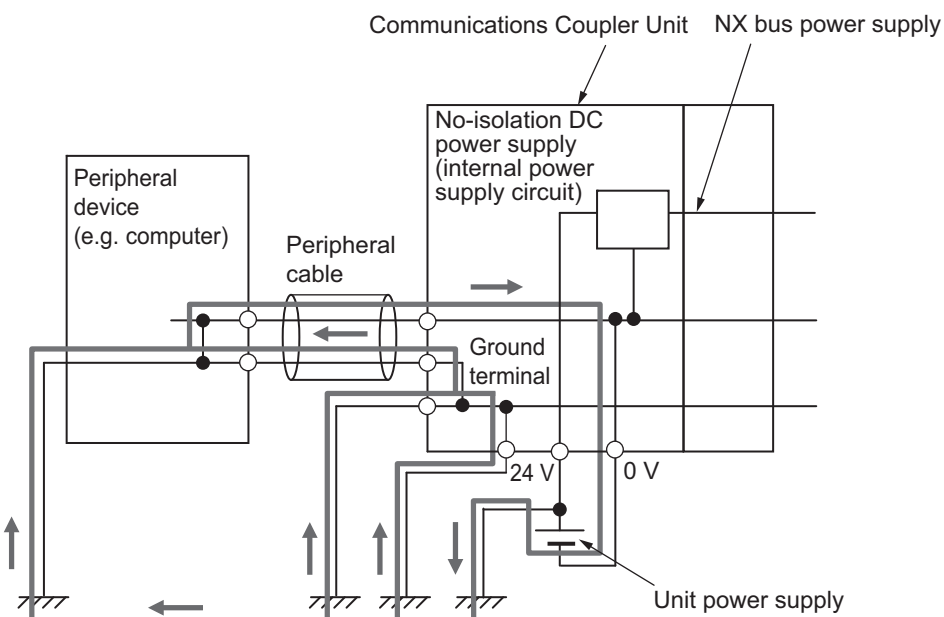 Communications Coupler Unit
NX bus power supply
No-isolation DC
power supply
(internal power
supply circuit)
Peripheral
device
(e.g. computer)
Peripheral
cable
Ground
terminal
24 V
0 V
Unit power supply